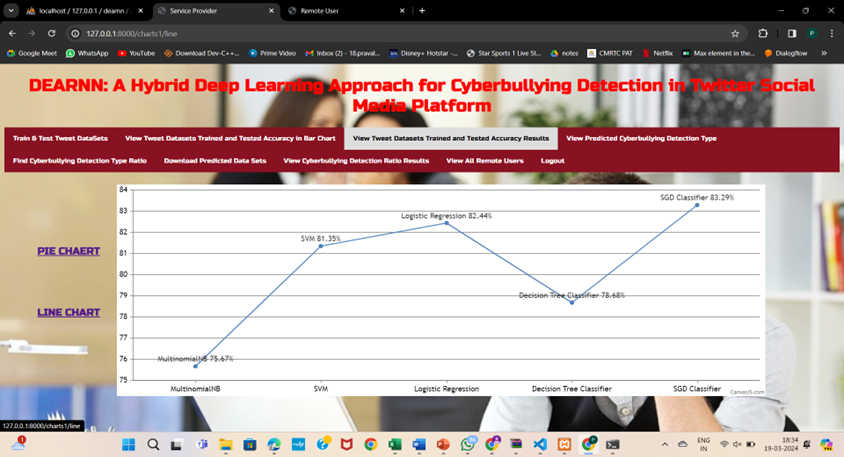 localhost / 127.0.0.1 / dearnn /
Service Provider
Remote User
127.0.0.1:8000/charts1/line
P
Google Meet
WhatsApp
YouTube
Download Dev-C++...
Prime Video
Inbox (2) - 18.praval...
Disney+ Hotstar -...
Star Sports 1 Live St...
notes
CMRTC PAT
Netflix
Max element in the...
Dialogflow
DEARNN: A Hybrid Deep Learning Approach for Cyberbullying Detection in Twitter Social
Media Platform
Train & Test Tweet DataSets
View Tweet Datasets Trained and Tested Accuracy in Bar Chart
View Tweet Datasets Trained and Tested Accuracy Results
View Predicted Cyberbullying Detection Type
Find Cyberbullying Detection Type Ratio
Download Predicted Data Sets
View Cyberbullying Detection Ratio Results
View All Remote Users
Logout
PIE CHAERT
LINE CHART
84
83
82
81
80
79
78
77
76
75
MultinomialNB 75.67%
SVM 81.35%
Logistic Regression 82.44%
Decision Tree Classifier 78.68%
SGD Classifier 83.29%
MultinomialNB
SVM
Logistic Regression
Decision Tree Classifier
SGD Classifier
CanvasJS.com
127.0.0.1:8000/charts1/line
ENG
IN
18:34
19-03-2024